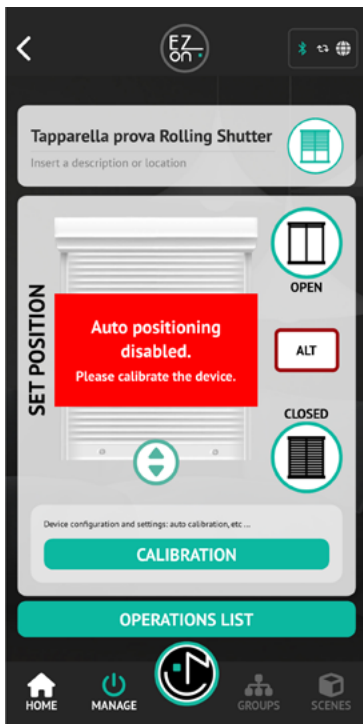 EZ
on
Tapparella prova Rolling Shutter
Insert a description or location
SET POSITION
OPEN
Auto positioning
disabled.
Please calibrate the device.
ALT
CLOSED
Device configuration and settings: auto calibration, etc ...
CALIBRATION
OPERATIONS LIST
HOME
MANAGE
GROUPS
SCENES